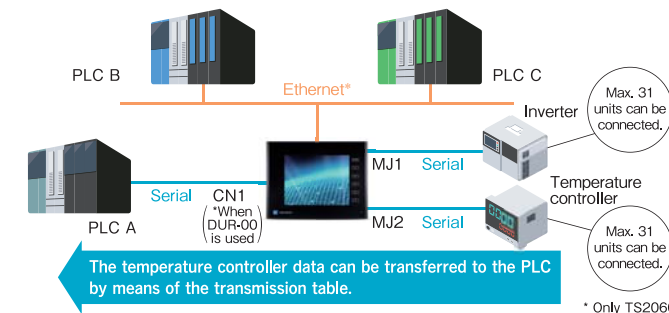 PLC B
Ethernet*
PLC C
Max. 31
units can be
connected.
Inverter
MJ1 Serial
Serial CN1
(*When
DUR-00
is used)
PLC A
MJ2 Serial
Temperature
controller
Max. 31
units can be
connected.
The temperature controller data can be transferred to the PLC
by means of the transmission table.
* Only TS2060